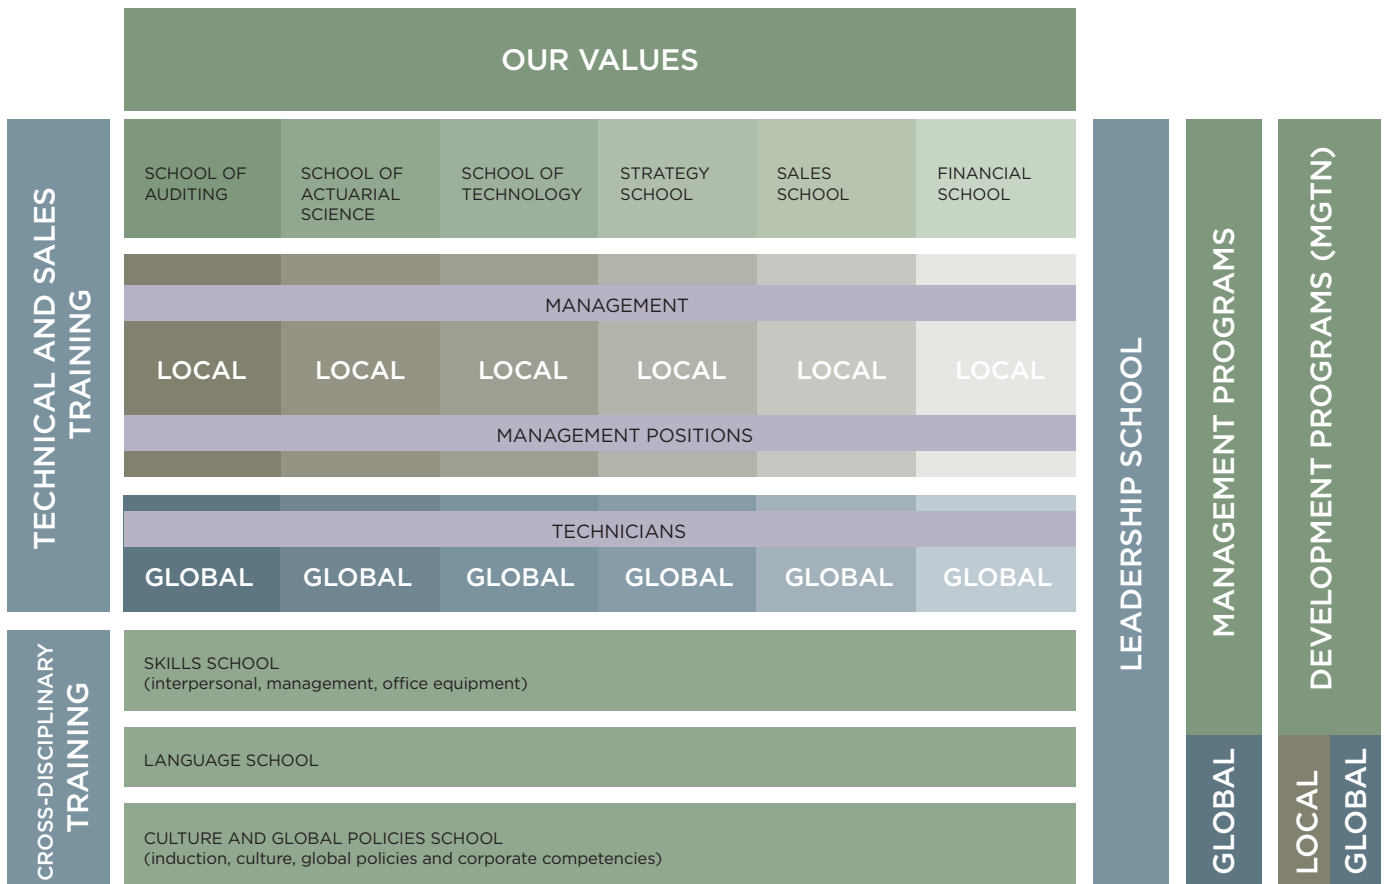 OUR VALUES
TECHNICAL AND SALES
TRAINING
SCHOOL OF
AUDITING
SCHOOL OF
ACTUARIAL
SCIENCE
SCHOOL OF
TECHNOLOGY
STRATEGY
SCHOOL
SALES
SCHOOL
FINANCIAL
SCHOOL
MANAGEMENT
LOCAL LOCAL LOCAL LOCAL LOCAL LOCAL
MANAGEMENT POSITIONS
TECHNICIANS
GLOBAL GLOBAL GLOBAL GLOBAL GLOBAL GLOBAL
CROSS-DISCIPLINARY
TRAINING
SKILLS SCHOOL
(interpersonal, management, office equipment)
LANGUAGE SCHOOL
CULTURE AND GLOBAL POLICIES SCHOOL
(induction, culture, global policies and corporate competencies)
LEADERSHIP SCHOOL
MANAGEMENT PROGRAMS
GLOBAL
DEVELOPMENT PROGRAMS (MGTN)
LOCAL
GLOBAL